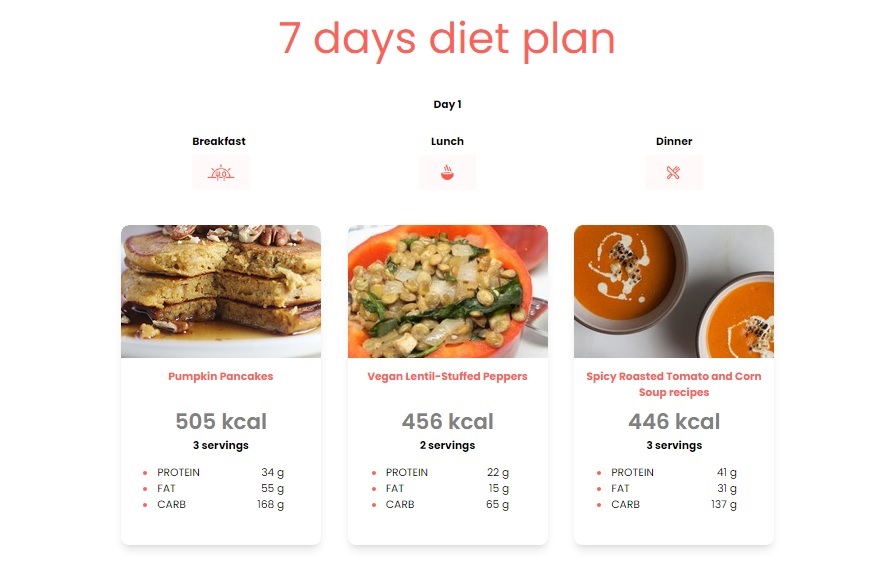 7 days diet plan
Day 1
Breakfast
Lunch
Dinner
Pumpkin Pancakes
505 kcal
3 servings
PROTEIN 34 g
FAT 55 g
CARB 168 g
Vegan Lentil-Stuffed Peppers
456 kcal
2 servings
PROTEIN 22 g
FAT 15 g
CARB 65 g
Spicy Roasted Tomato and Corn
Soup recipes
446 kcal
3 servings
PROTEIN 41 g
FAT 31 g
CARB 137 g